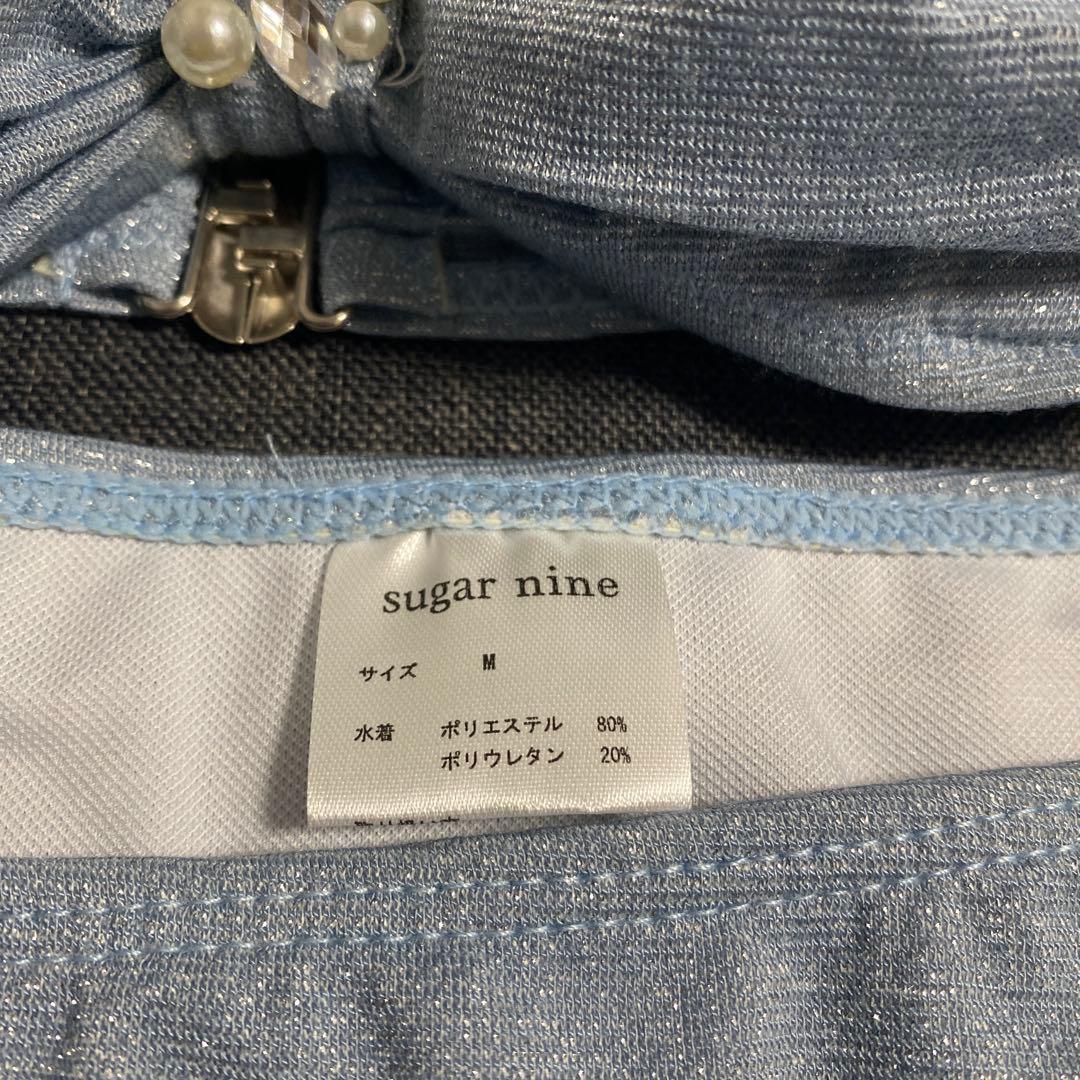 sugar nine
サイズ M
水着 ポリエステル 80%
ポリウレタン 20%